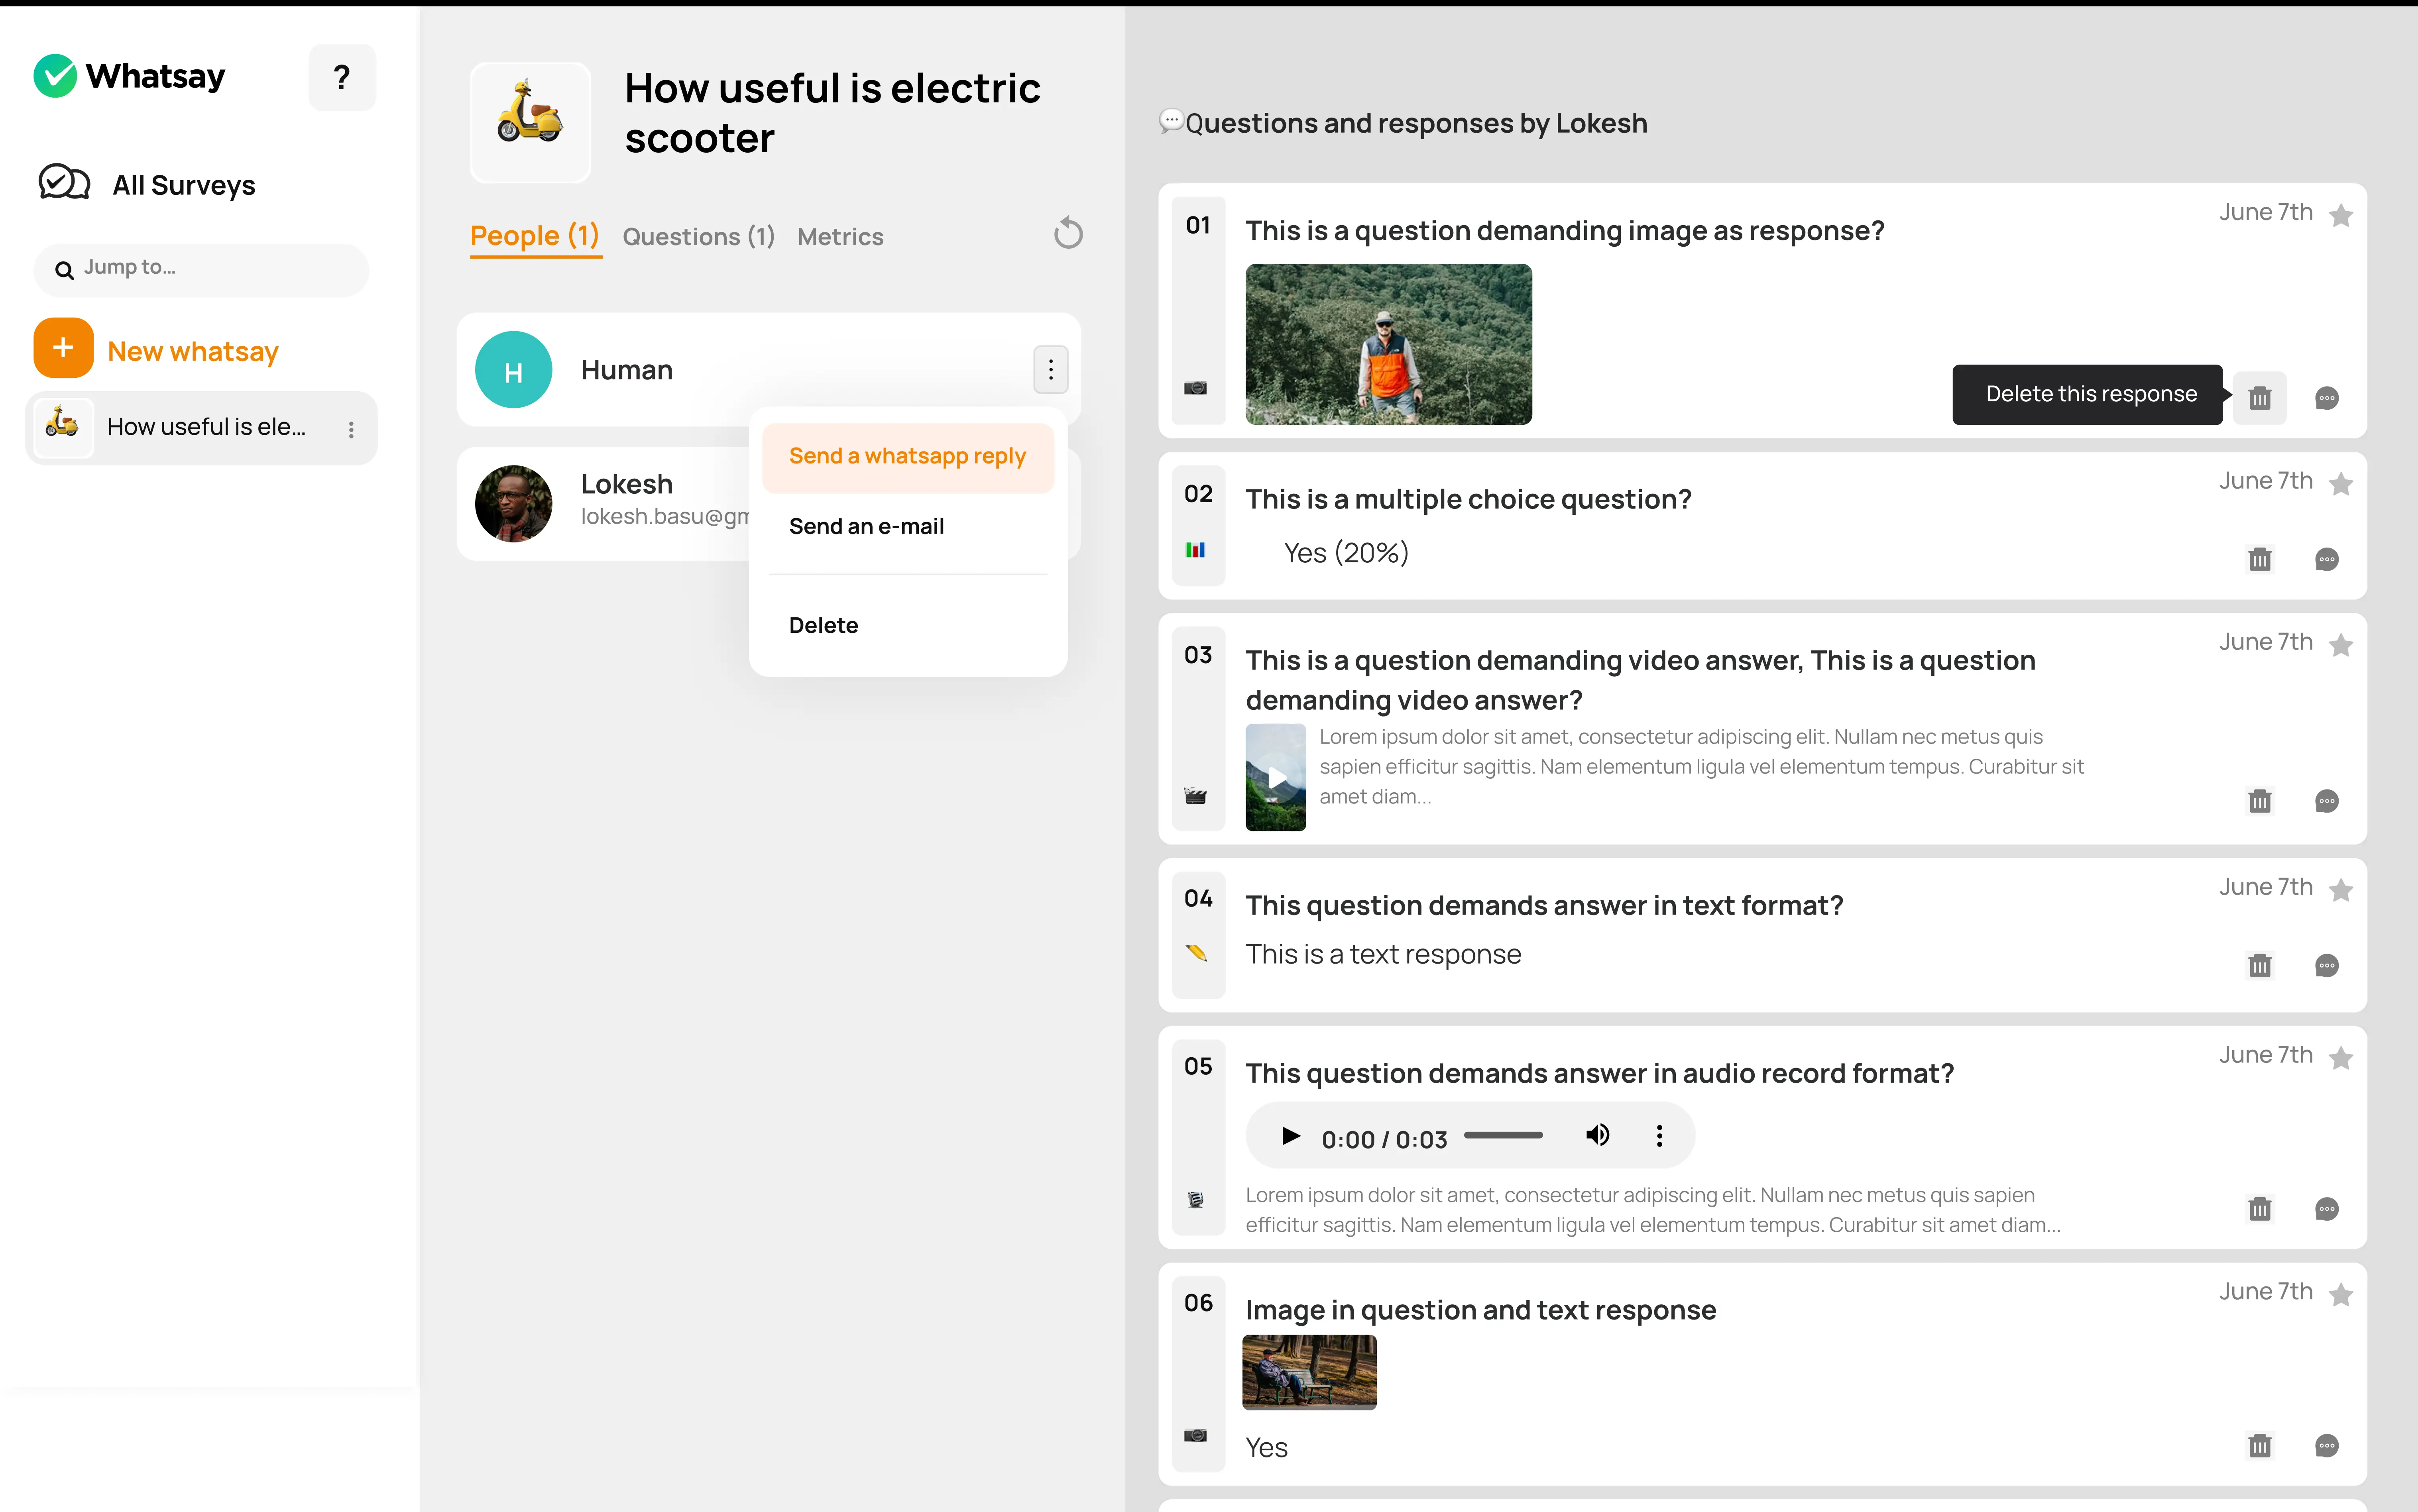 Whatsay
?
All Surveys
Jump to...
+ New whatsay
How useful is ele...
How useful is electric
scooter
People (1) Questions (1) Metrics
H Human
Lokesh
lokesh.basu@gm
Send a whatsapp reply
Send an e-mail
Delete
Questions and responses by Lokesh
01 This is a question demanding image as response? June 7th
Delete this response
02 This is a multiple choice question? June 7th
Yes (20%)
03 This is a question demanding video answer, This is a question June 7th
demanding video answer?
Lorem ipsum dolor sit amet, consectetur adipiscing elit. Nullam nec metus quis
sapien efficitur sagittis. Nam elementum ligula vel elementum tempus. Curabitur sit
amet diam...
04 This question demands answer in text format? June 7th
This is a text response
05 This question demands answer in audio record format? June 7th
0:00 / 0:03
Lorem ipsum dolor sit amet, consectetur adipiscing elit. Nullam nec metus quis sapien
efficitur sagittis. Nam elementum ligula vel elementum tempus. Curabitur sit amet diam...
06 Image in question and text response June 7th
Yes